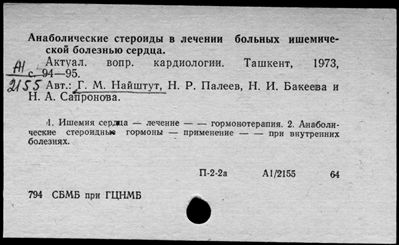 Анаболические стероиды в лечении больных ишемиче-
ской болезнью сердца.
Актуал. вопр. кардиологии. Ташкент, 1973,
А1 с. 94—95.
2155 Авт.: Г. М. Найштут, Н. Р. Палеев, Н. И. Бакеева и
Н. А. Сапронова.
1. Ишемия сердца — лечение — — гормонотерапия. 2. Анаболи-
ческие стероидные гормоны — применение — — при внутренних
болезнях.
П-2-2а А1/2155 64
794 СБМБ при ГЦНМБ